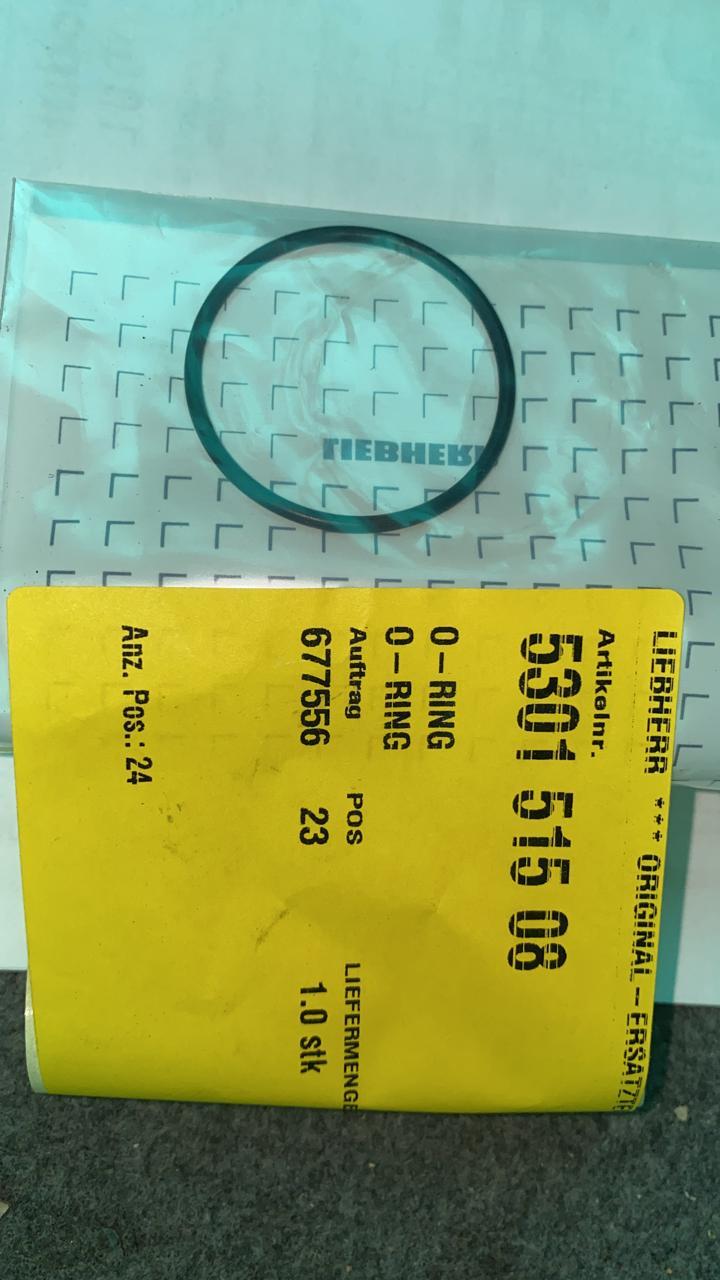 LIEBHERR
LIEBHERR *** ORIGINAL – ERSATZTE
Artikelnr.
5301 515 08
O–RING
O–RING
Auftrag POS LIEFERMENGE
677556 23 1.0 stk
Anz. Pos.: 24